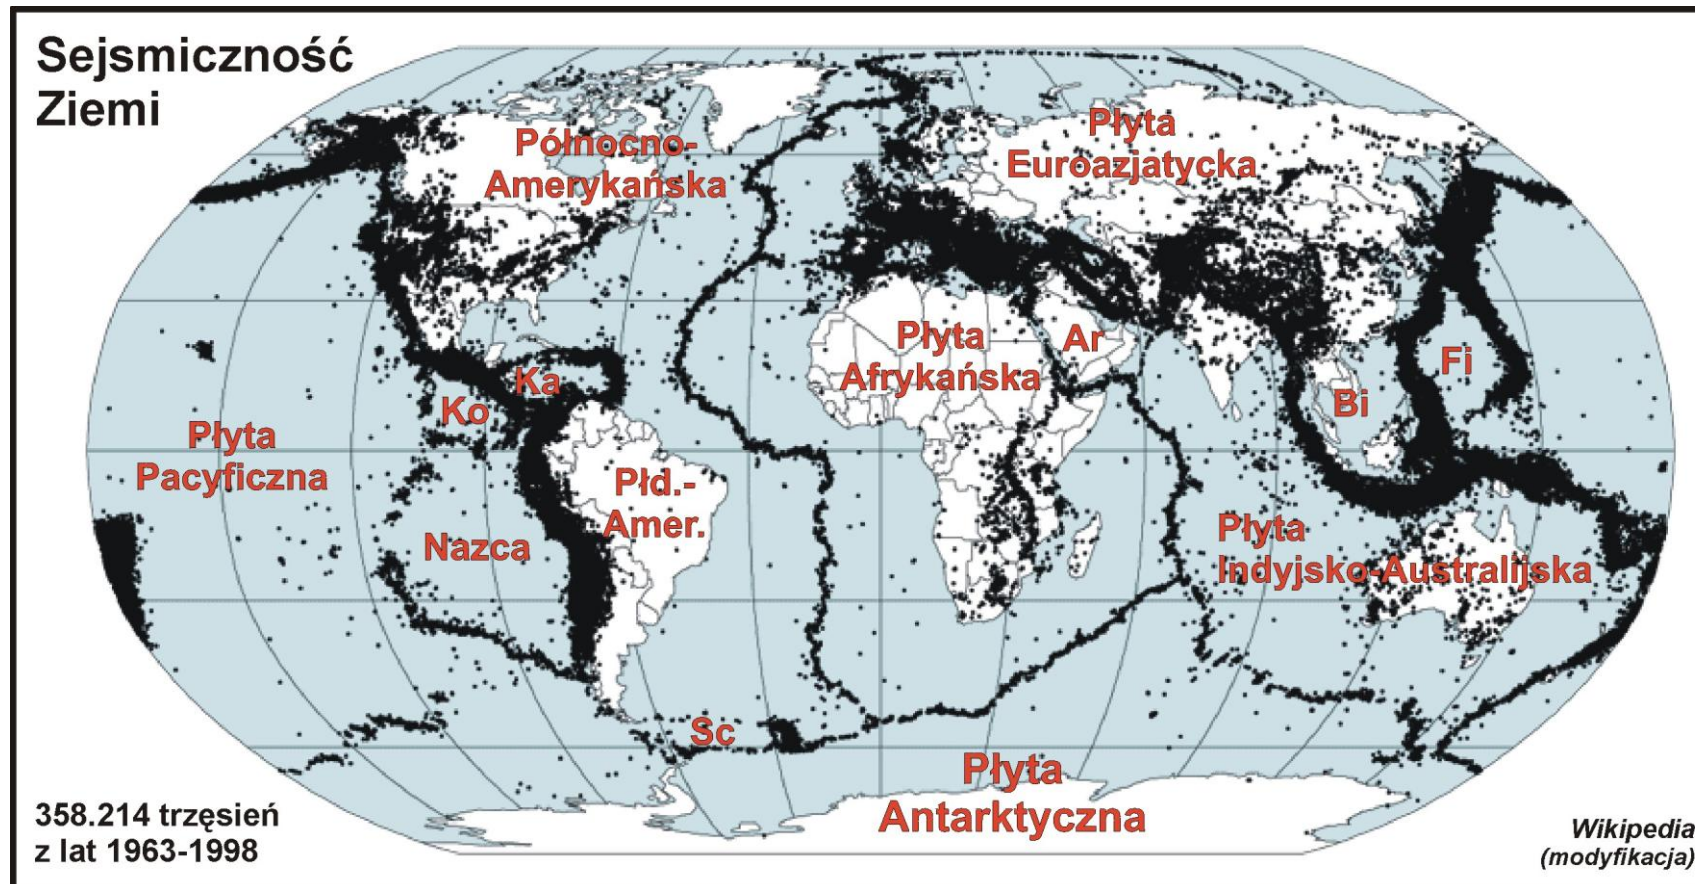 Sejsmiczność
Ziemi
Północno-
Amerykańska
Płyta
Euroazjatycka
Płyta
Afrykańska
Ar
Fi
Bi
Ka
Ko
Płyta
Pacyficzna
Płd.-
Amer.
Nazca
Płyta
Indyjsko-Australijska
Sc
Płyta
Antarktyczna
358.214 trzęsień
z lat 1963-1998
Wikipedia
(modyfikacja)